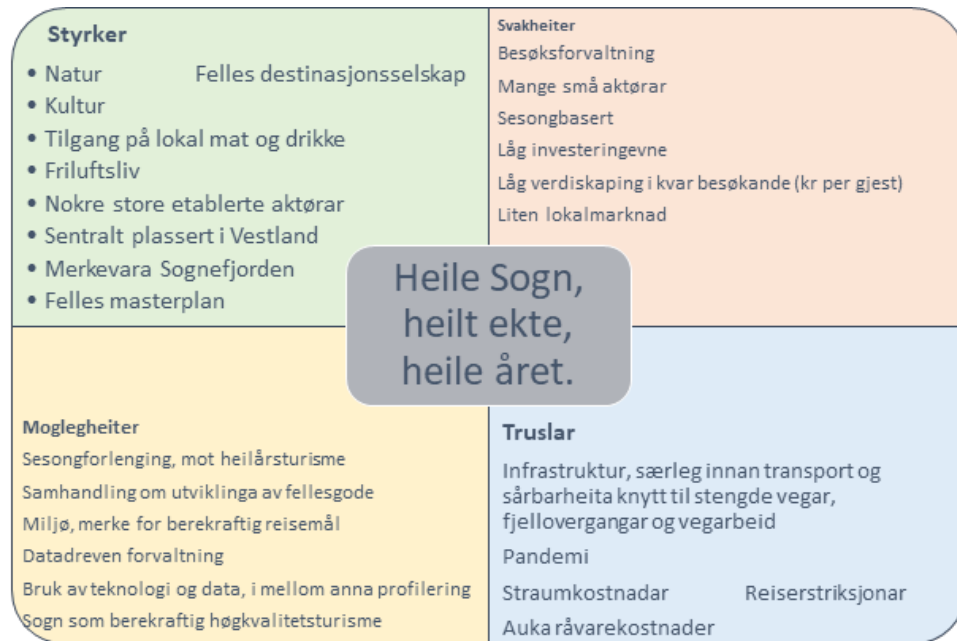 Styrker
• Natur Felles destinasjonsselskap
• Kultur
• Tilgang på lokal mat og drikke
• Friluftsliv
• Nokre store etablerte aktørar
• Sentralt plassert i Vestland
• Merkevara Sognefjorden
• Felles masterplan
Svakheiter
Besøksforvaltning
Mange små aktørar
Sesongbasert
Låg investeringevne
Låg verdiskaping i kvar besøkande (kr per gjest)
Liten lokalmarknad
Heile Sogn,
heilt ekte,
heile året.
Moglegheiter
Sesongforlenging, mot heilårsturisme
Samhandling om utviklinga av fellesgode
Miljø, merke for berekraftig reisemål
Datadreven forvaltning
Bruk av teknologi og data, i mellom anna profilering
Sogn som berekraftig høgkvalitetsturisme
Truslar
Infrastruktur, særleg innan transport og
sårbarheita knytt til stengde vegar,
fjellovergangar og vegarbeid
Pandemi
Straumkostnadar Reiserstriksjonar
Auka råvarekostnader